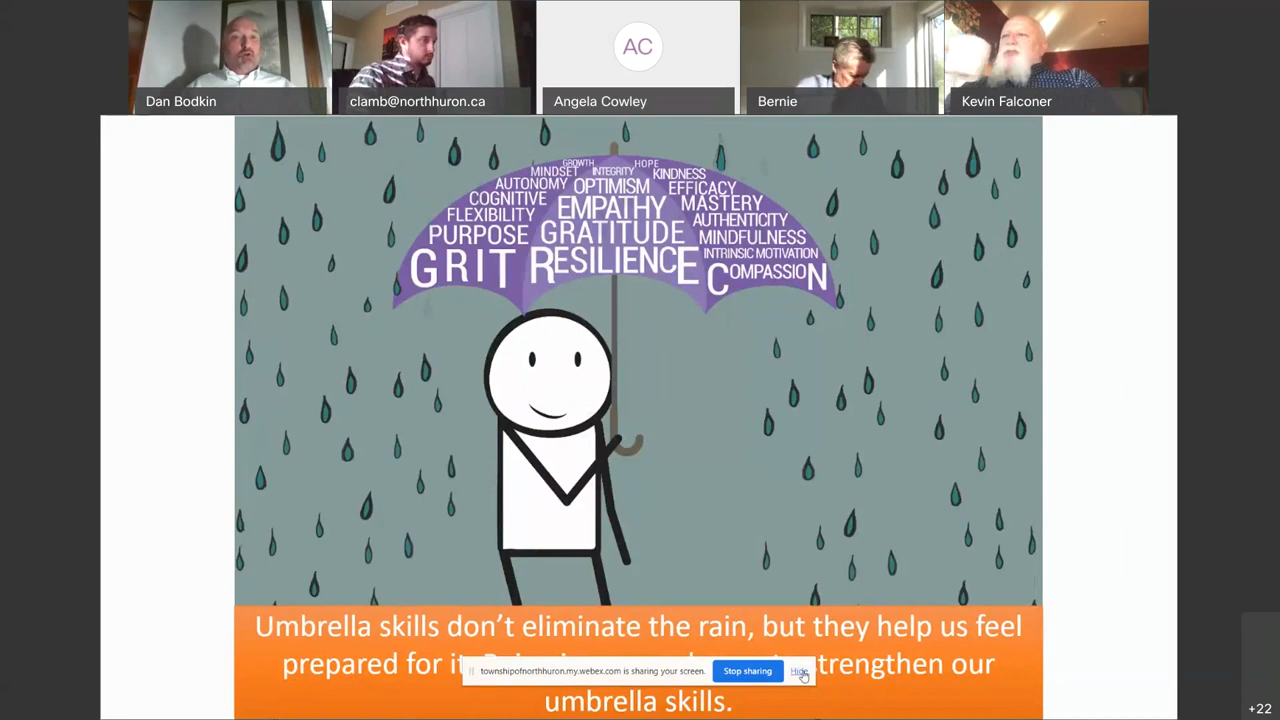 AC
Dan Bodkin
clamb@northhuron.ca
Angela Cowley
Bernie
Kevin Falconer
GROWTH
HOPE
MINDSET
INTEGRITY
KINDNESS
AUTONOMY
OPTIMISM
EFFICACY
COGNITIVE
EMPATHY
MASTERY
FLEXIBILITY
AUTHENTICITY
PURPOSE
GRATITUDE
MINDFULNESS
INTRINSIC MOTIVATION
GRIT
RESILIENCE
COMPASSION
Umbrella skills don't eliminate the rain, but they help us feel
prepared for it. strengthen our
townshipofnorthhuron.my.webex.com is sharing your screen.
Stop sharing
Hide
umbrella skills.
+22